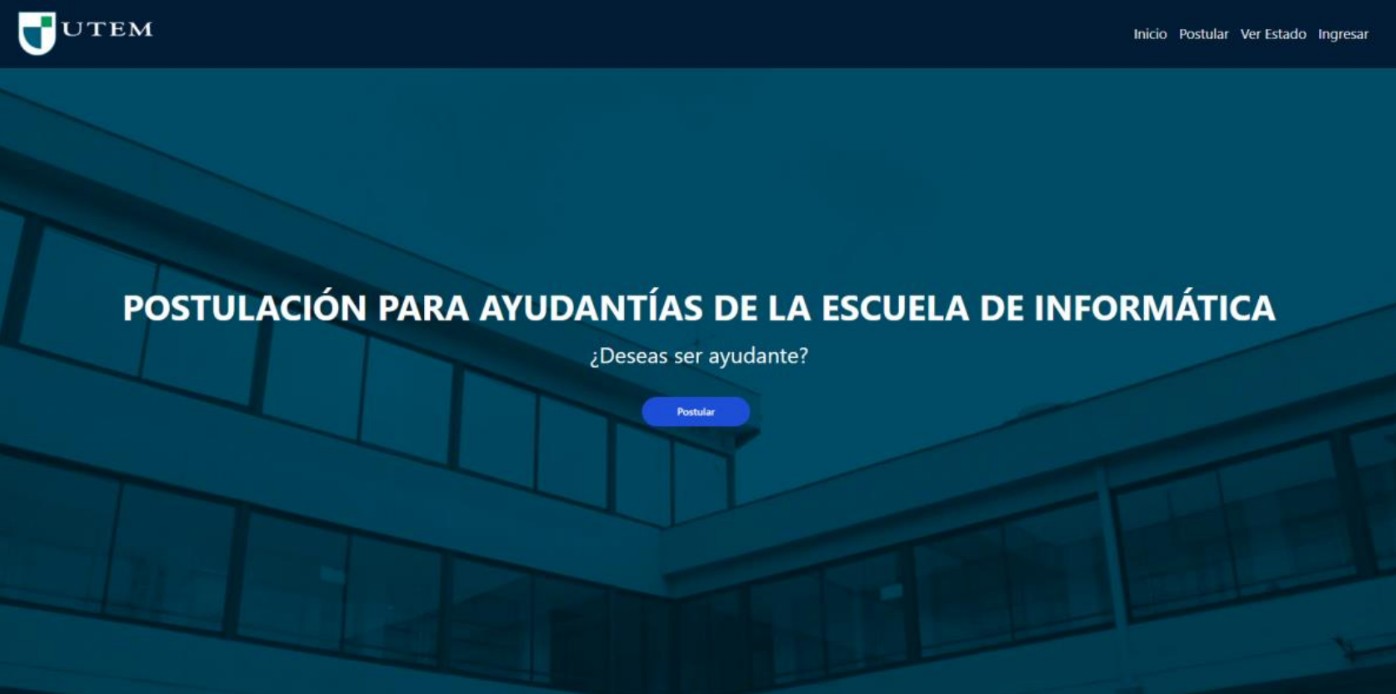 UTEM
Inicio Postular Ver Estado Ingresar
POSTULACIÓN PARA AYUDANTÍAS DE LA ESCUELA DE INFORMÁTICA
¿Deseas ser ayudante?
Postular